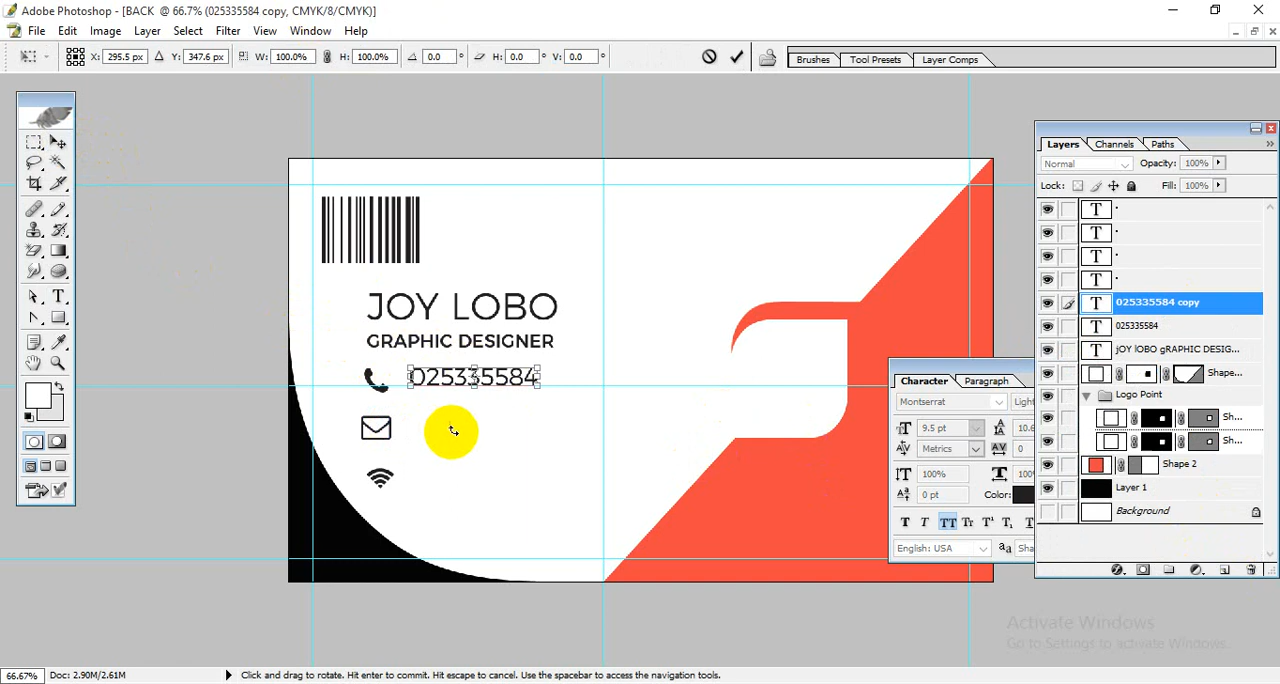 Adobe Photoshop - [BACK @ 66.7% (025335584 copy, CMYK/8/CMYK)]
File Edit Image Layer Select Filter View Window Help
X: 295.5 p Y: 347.6 px W: 100.0% H: 100.0% 0.0 ° H: 0.0 ° V: 0.0 °
Brushes Tool Presets Layer Comps
JOY LOBO
GRAPHIC DESIGNER
025335584
Layers Channels Paths
Normal Opacity: 100%
Lock: Fill: 100%
025335584 copy
025335584
jOY lOBO gRAPHIC DESIG...
Shape...
Logo Point
Sh...
Sh...
Shape 2
Layer 1
Background
Character Paragraph
Montserrat Light
9.5 pt 10.6
Metrics 0
100% 100%
0 pt Color:
English: USA aa Sha
Activate Windows
Go to Settings to activate Windows.
66.67% Doc: 2.90M/2.61M Click and drag to rotate. Hit enter to commit. Hit escape to cancel. Use the spacebar to access the navigation tools.